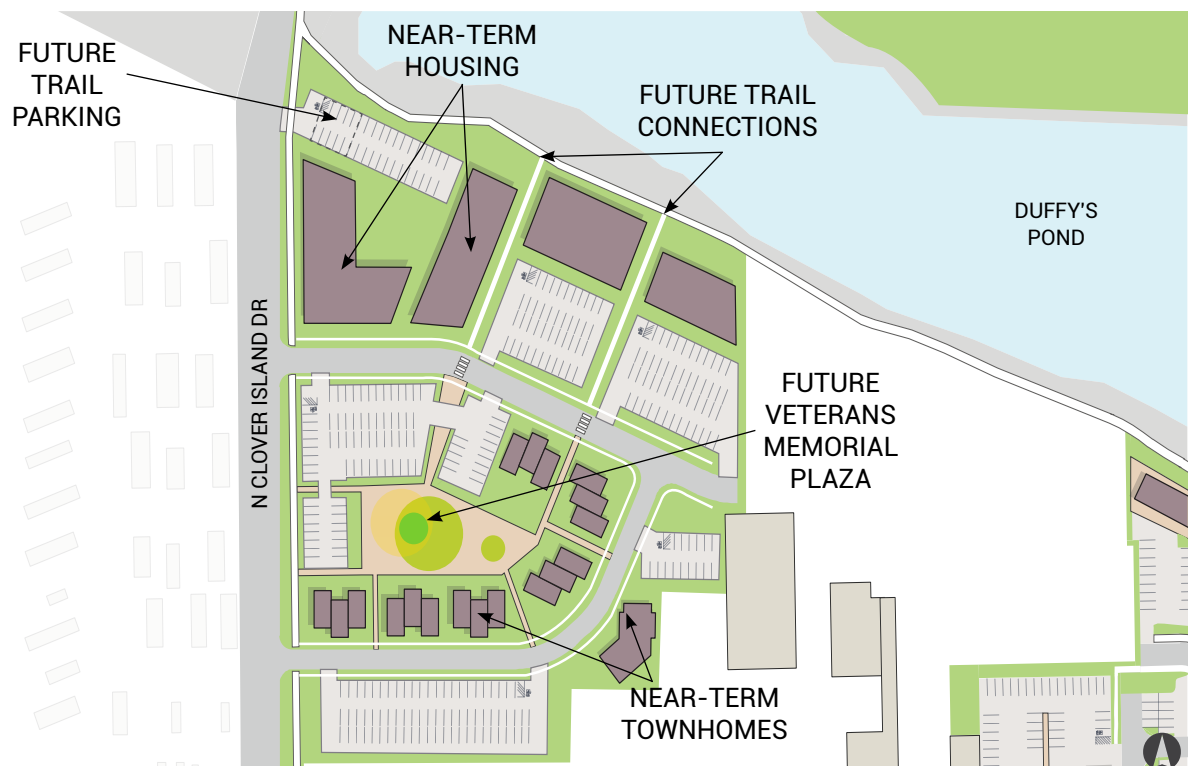 FUTURE
TRAIL
PARKING
NEAR-TERM
HOUSING
FUTURE TRAIL
CONNECTIONS
DUFFY'S
POND
N CLOVER ISLAND DR
FUTURE
VETERANS
MEMORIAL
PLAZA
NEAR-TERM
TOWNHOMES